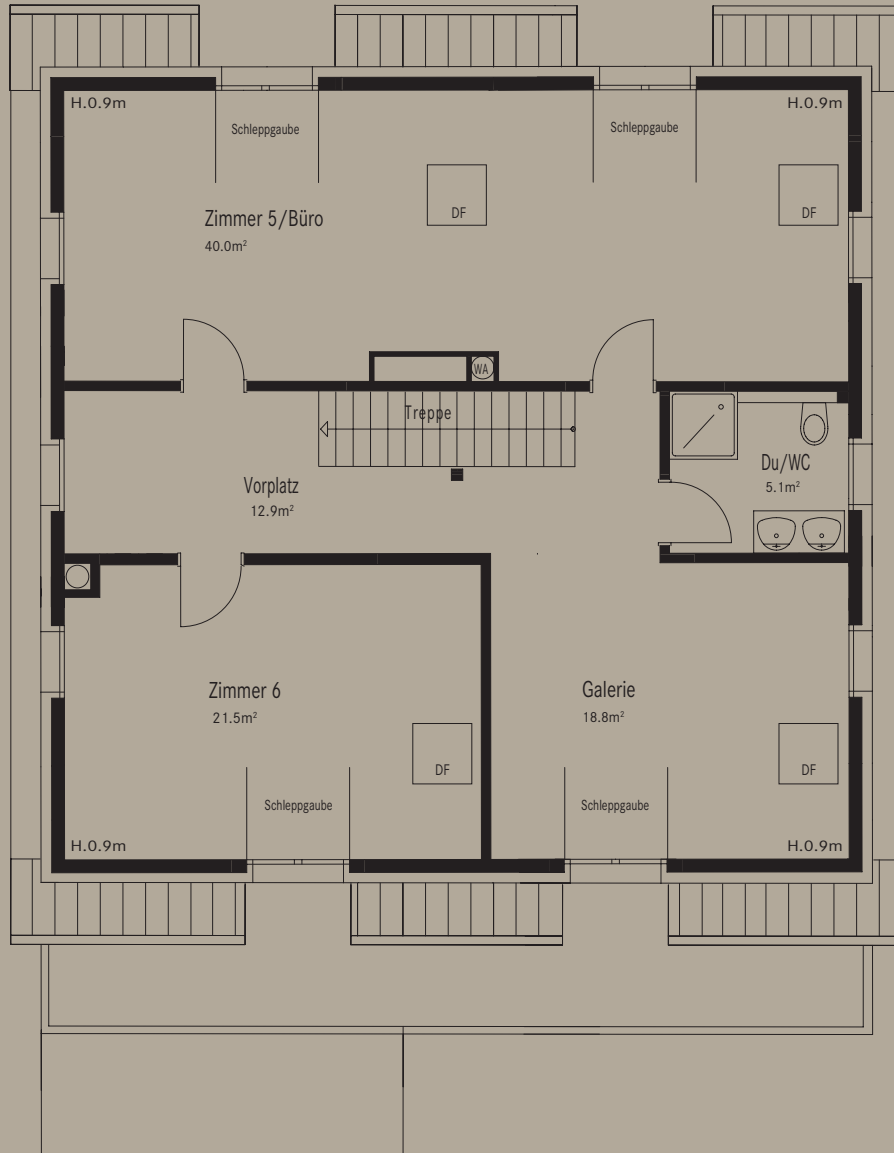 H.0.9m
H.0.9m
Schleppgaube
Schleppgaube
DF
DF
Zimmer 5/Büro
40.0m²
WA
Treppe
Du/WC
5.1m²
Vorplatz
12.9m²
Zimmer 6
21.5m²
Galerie
18.8m²
DF
DF
Schleppgaube
Schleppgaube
H.0.9m
H.0.9m